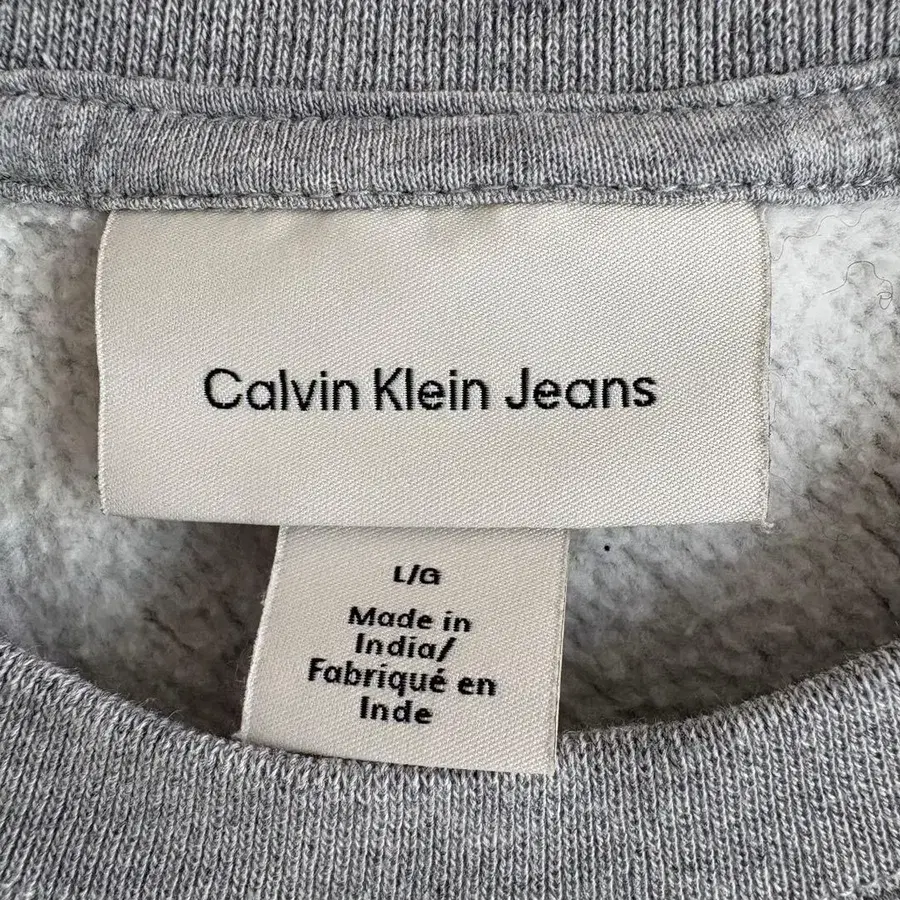 Calvin Klein Jeans
L/G
Made in
India/
Fabriqué en
Inde